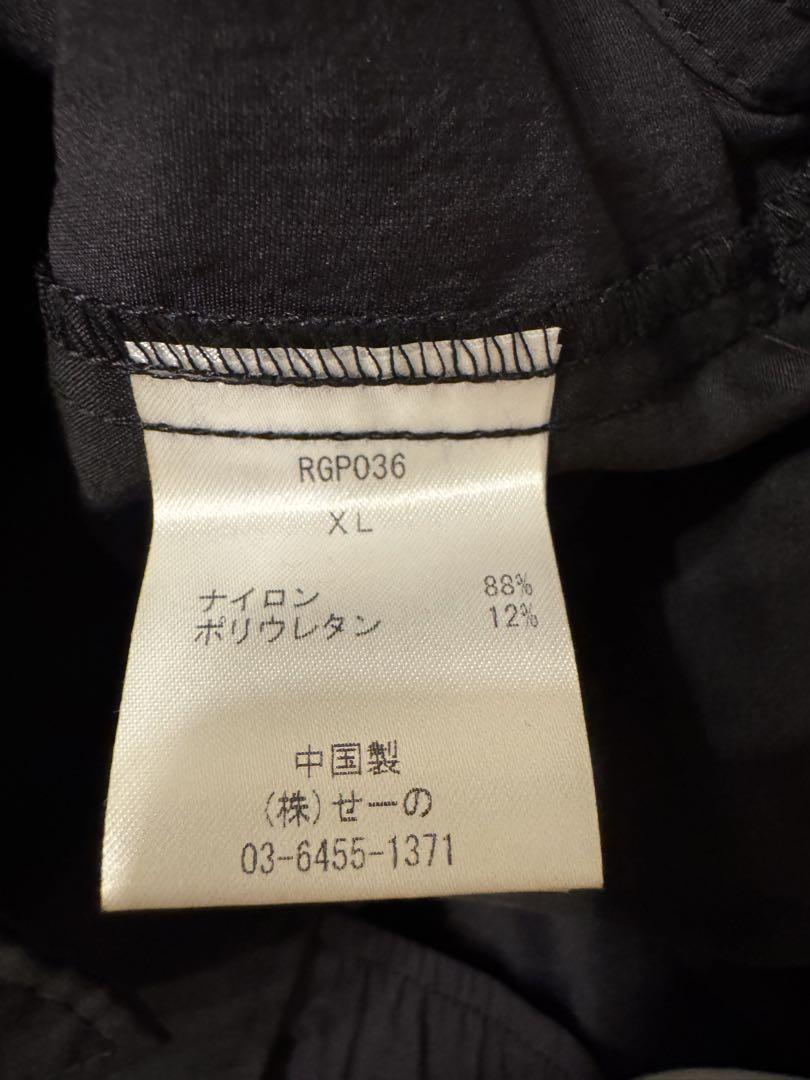 RGP036
XL
ナイロン 88%
ポリウレタン 12%
中国製
(株)せーの
03-6455-1371